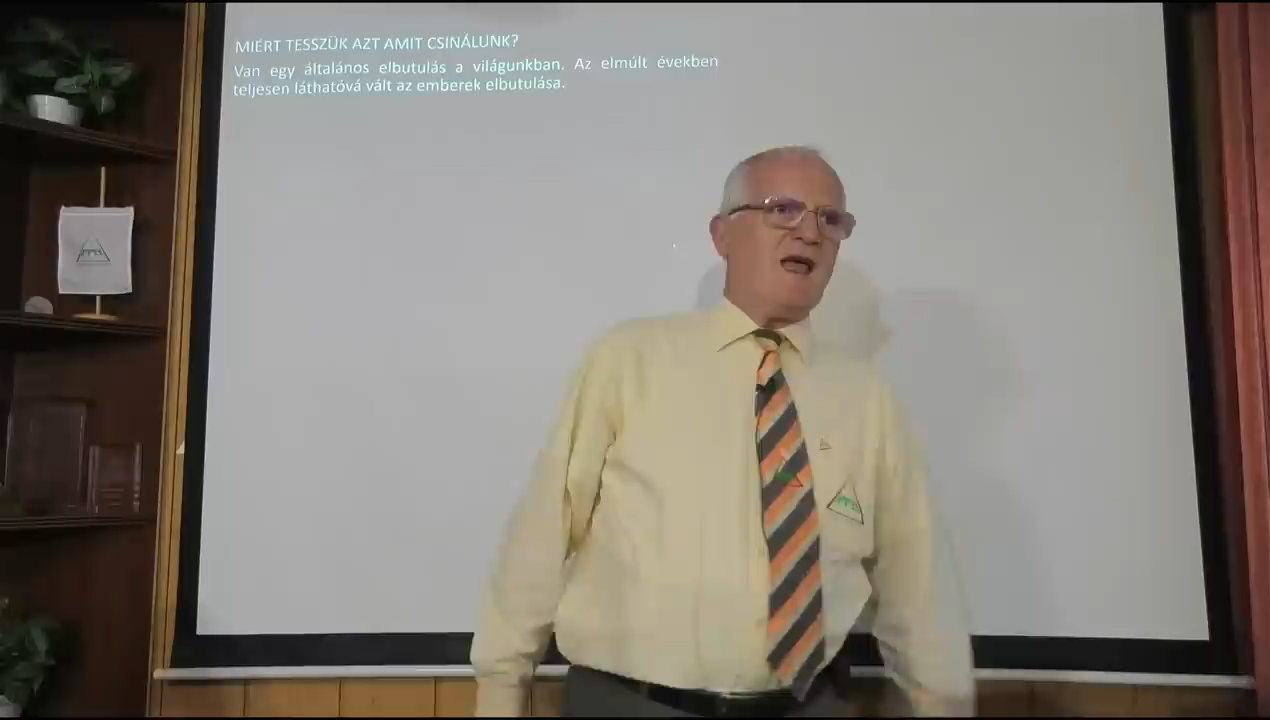 MIÉRT TESSZÜK AZT AMIT CSINÁLUNK?
Van egy általános elbutulás a világunkban. Az elmúlt években
teljesen láthatóvá vált az emberek elbutulása.